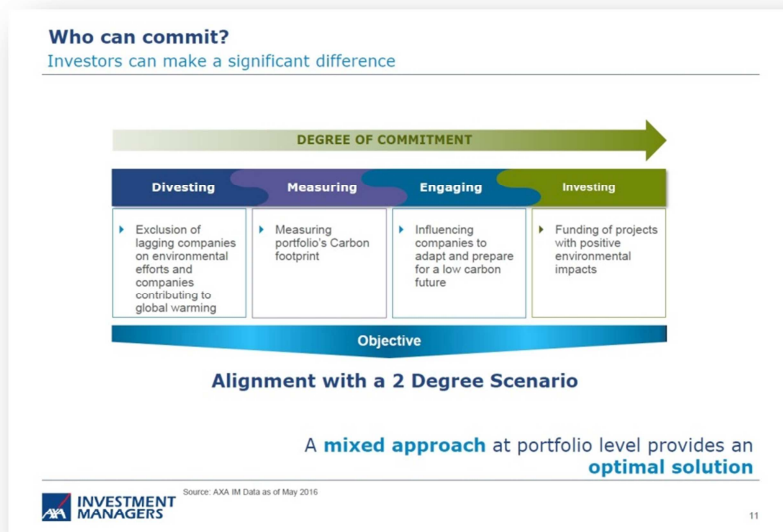 Who can commit?
Investors can make a significant difference
DEGREE OF COMMITMENT
Divesting
Exclusion of
lagging companies
on environmental
efforts and
companies
contributing to
global warming
Measuring
Measuring
portfolio's Carbon
footprint
Engaging
Influencing
companies to
adapt and prepare
for a low carbon
future
Investing
Funding of projects
with positive
environmental
impacts
Objective
Alignment with a 2 Degree Scenario
A mixed approach at portfolio level provides an
optimal solution
Source: AXA IM Data as of May 2016
AXA
INVESTMENT
MANAGERS
11